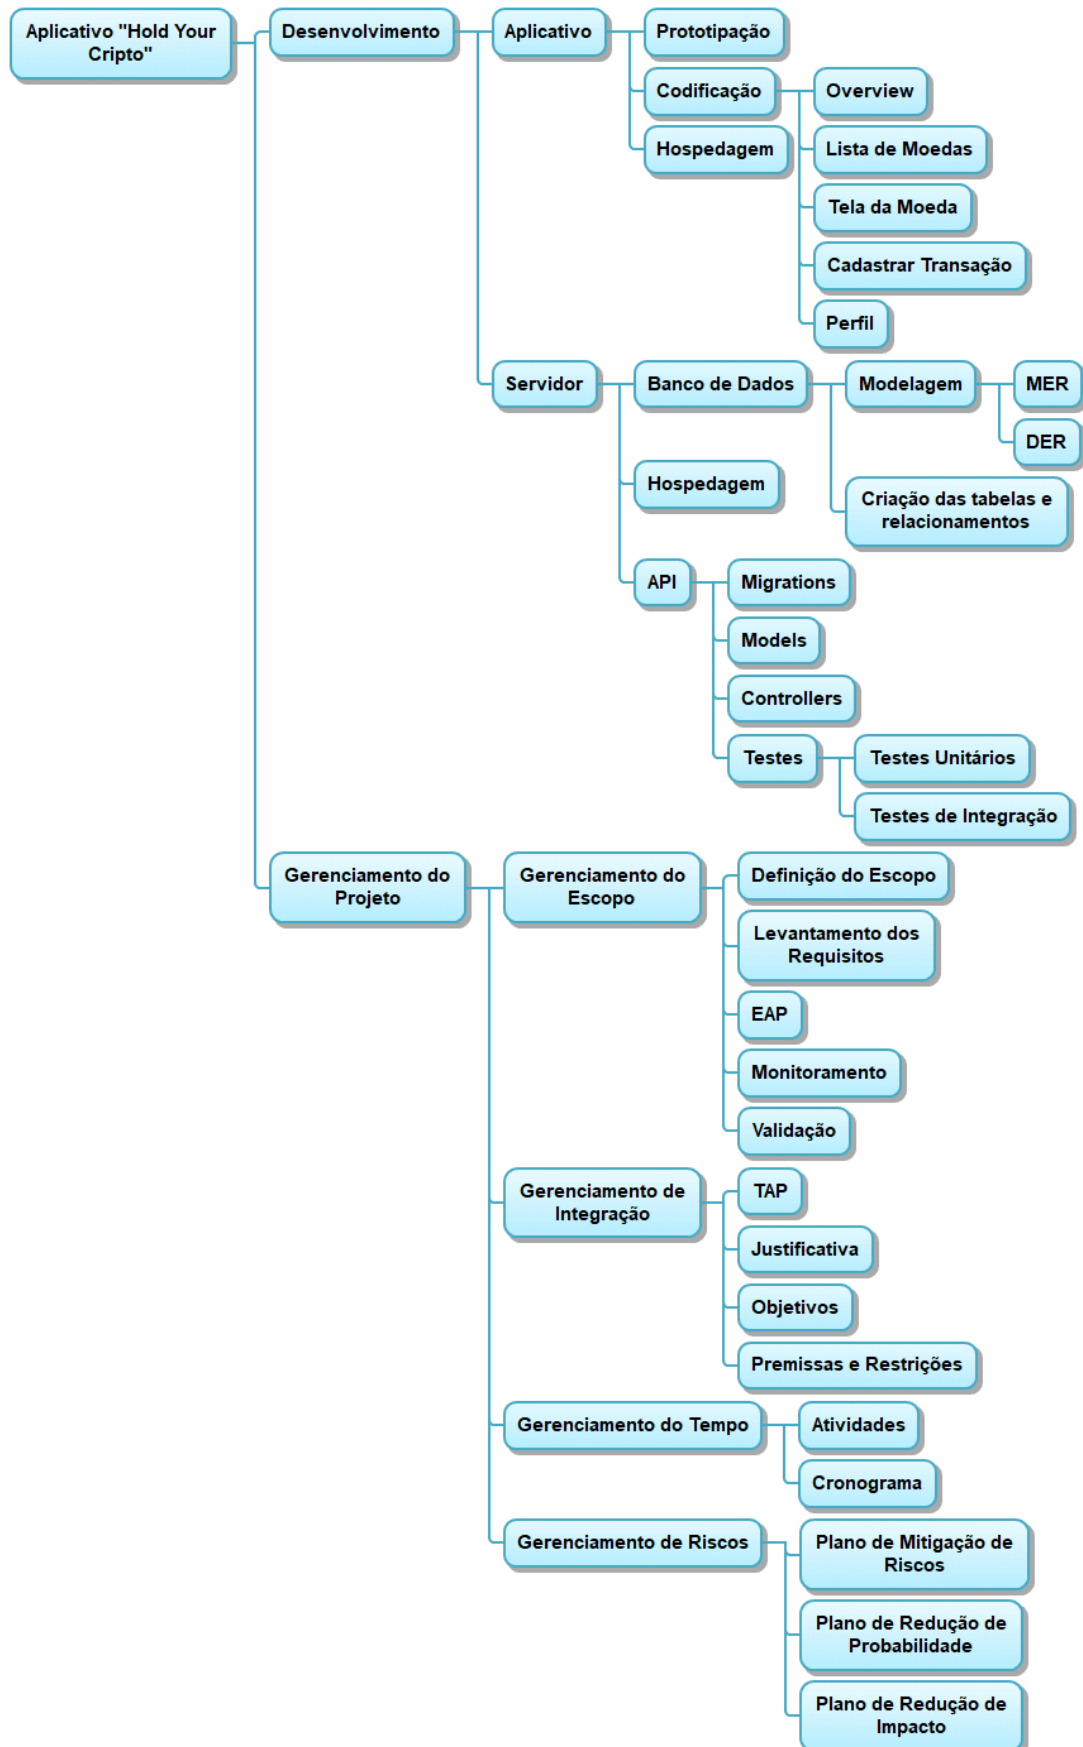 Aplicativo "Hold Your
Cripto"
Desenvolvimento
Aplicativo
Prototipação
Codificação
Overview
Lista de Moedas
Tela da Moeda
Cadastrar Transação
Perfil
Hospedagem
Servidor
Banco de Dados
Modelagem
MER
DER
Criação das tabelas e
relacionamentos
Hospedagem
API
Migrations
Models
Controllers
Testes
Testes Unitários
Testes de Integração
Gerenciamento do
Projeto
Gerenciamento do
Escopo
Definição do Escopo
Levantamento dos
Requisitos
EAP
Monitoramento
Validação
Gerenciamento de
Integração
TAP
Justificativa
Objetivos
Premissas e Restrições
Gerenciamento do Tempo
Atividades
Cronograma
Gerenciamento de Riscos
Plano de Mitigação de
Riscos
Plano de Redução de
Probabilidade
Plano de Redução de
Impacto